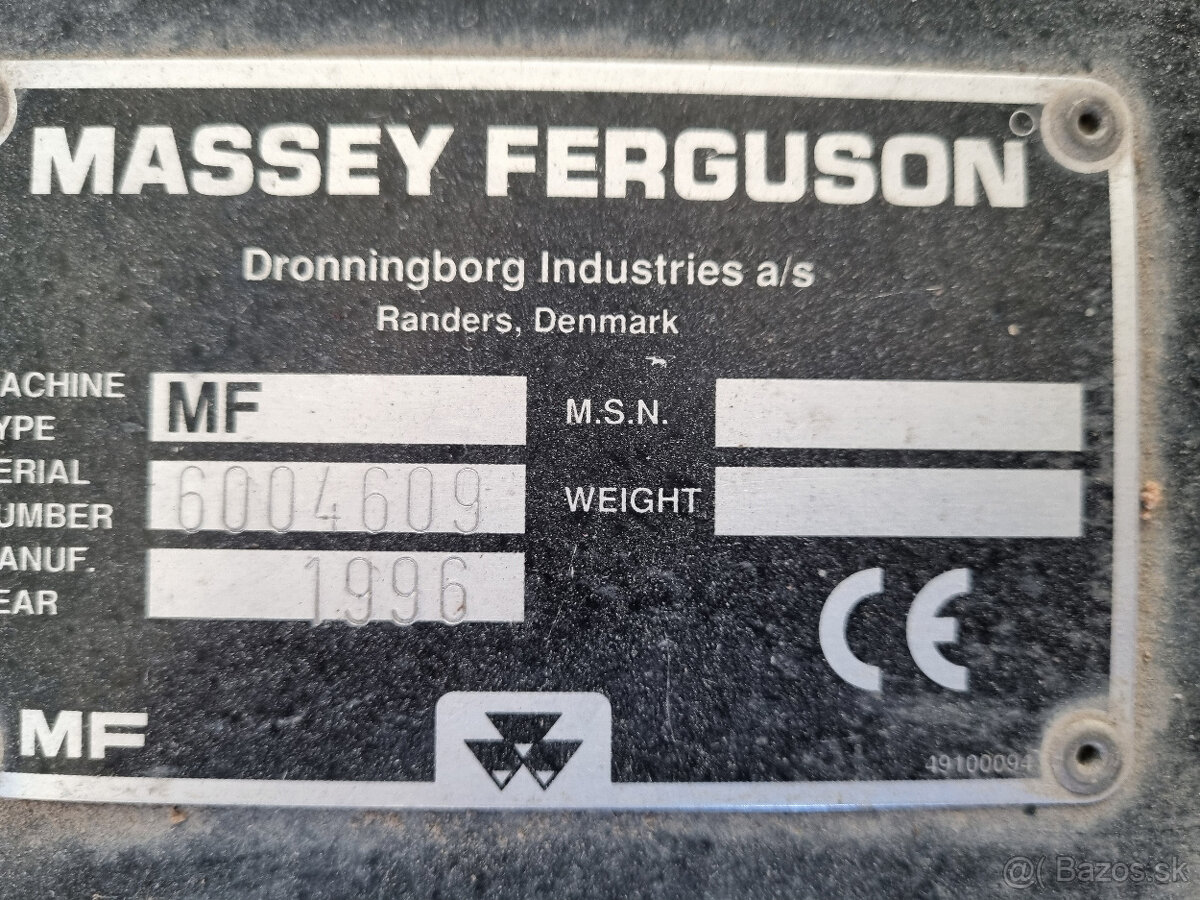 MASSEY FERGUSON
Dronningborg Industries a/s
Randers, Denmark
ACHINE
YPE
MF
M.S.N.
ERIAL
UMBER
6004609
WEIGHT
ANUF.
EAR
1996
CE
MF
49100094
@( Bazos.sk